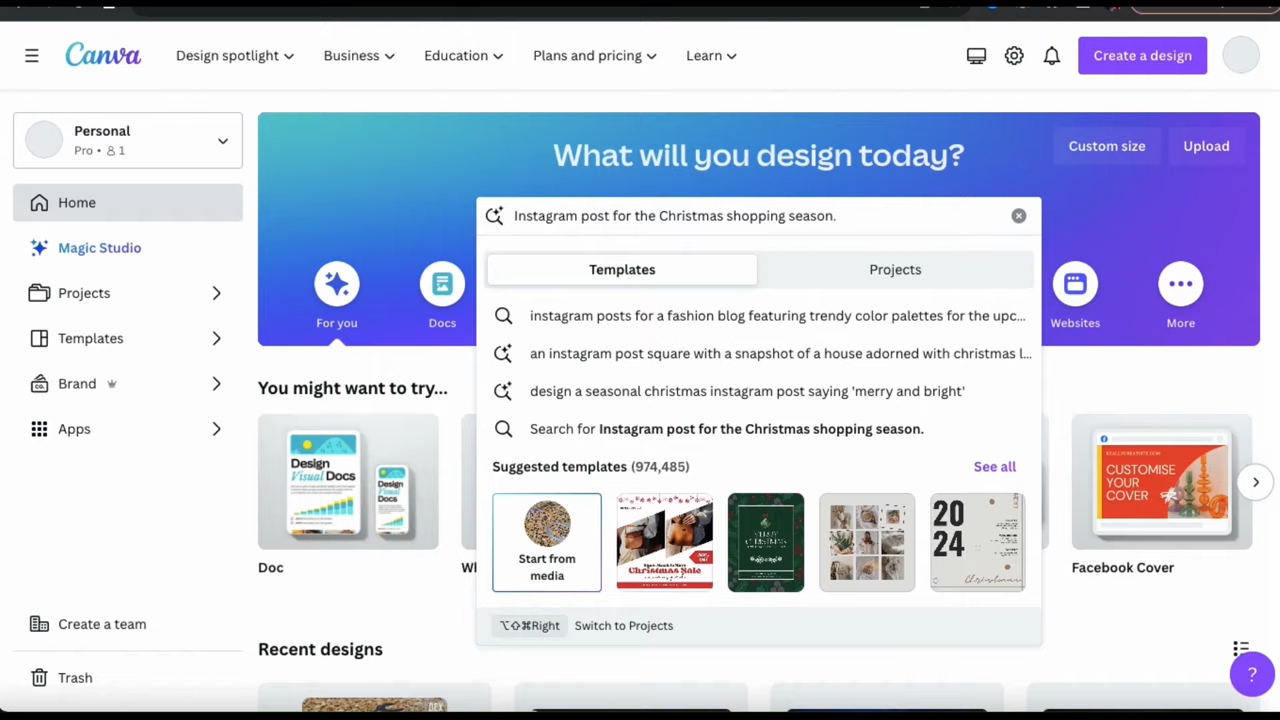 Canva
Design spotlight
Business
Education
Plans and pricing
Learn
Create a design
Personal
Pro • 1
Home
Magic Studio
Projects
Templates
Brand
Apps
Create a team
Trash
What will you design today?
Custom size
Upload
Instagram post for the Christmas shopping season.
Templates
Projects
instagram posts for a fashion blog featuring trendy color palettes for the upc...
an instagram post square with a snapshot of a house adorned with christmas l...
design a seasonal christmas instagram post saying 'merry and bright'
Search for Instagram post for the Christmas shopping season.
Suggested templates (974,485)
See all
Start from
media
Christmas Sale
2024
⌥⇧⌘Right
Switch to Projects
For you
Docs
Websites
More
You might want to try...
Design
Visual Docs
Design
Visual
Docs
Doc
Wh
CUSTOMISE
YOUR
COVER
Facebook Cover
Recent designs
?